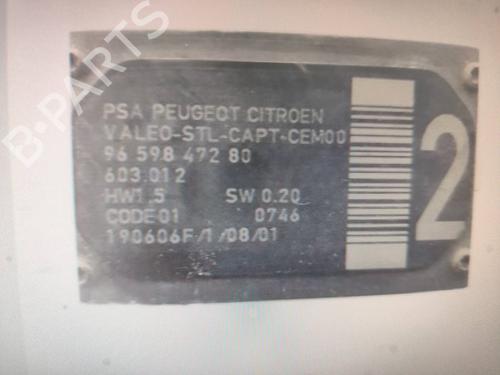 B-PARTS
PSA PEUGEOT CITROEN
VALEO-STL-CAPT+CEM00
96 598 472 80
603.012
HW1.5 SW 0.20
CODE01 0746
190606F/1/08/01
2